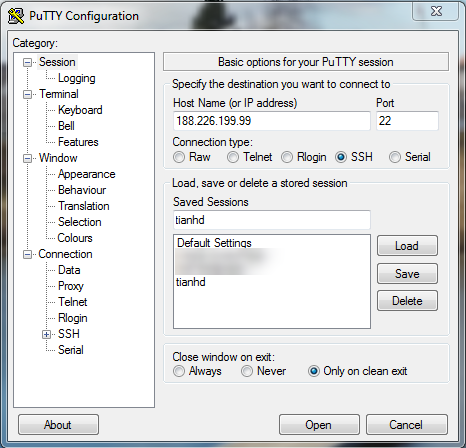 PuTTY Configuration
Category:
Session
Logging
Terminal
Keyboard
Bell
Features
Window
Appearance
Behaviour
Translation
Selection
Colours
Connection
Data
Proxy
Telnet
Rlogin
SSH
Serial
Basic options for your PuTTY session
Specify the destination you want to connect to
Host Name (or IP address) Port
188.226.199.99 22
Connection type:
Raw Telnet Rlogin SSH Serial
Load, save or delete a stored session
Saved Sessions
tianhd
Default Settings
tianhd
Load
Save
Delete
Close window on exit:
Always Never Only on clean exit
About Open Cancel